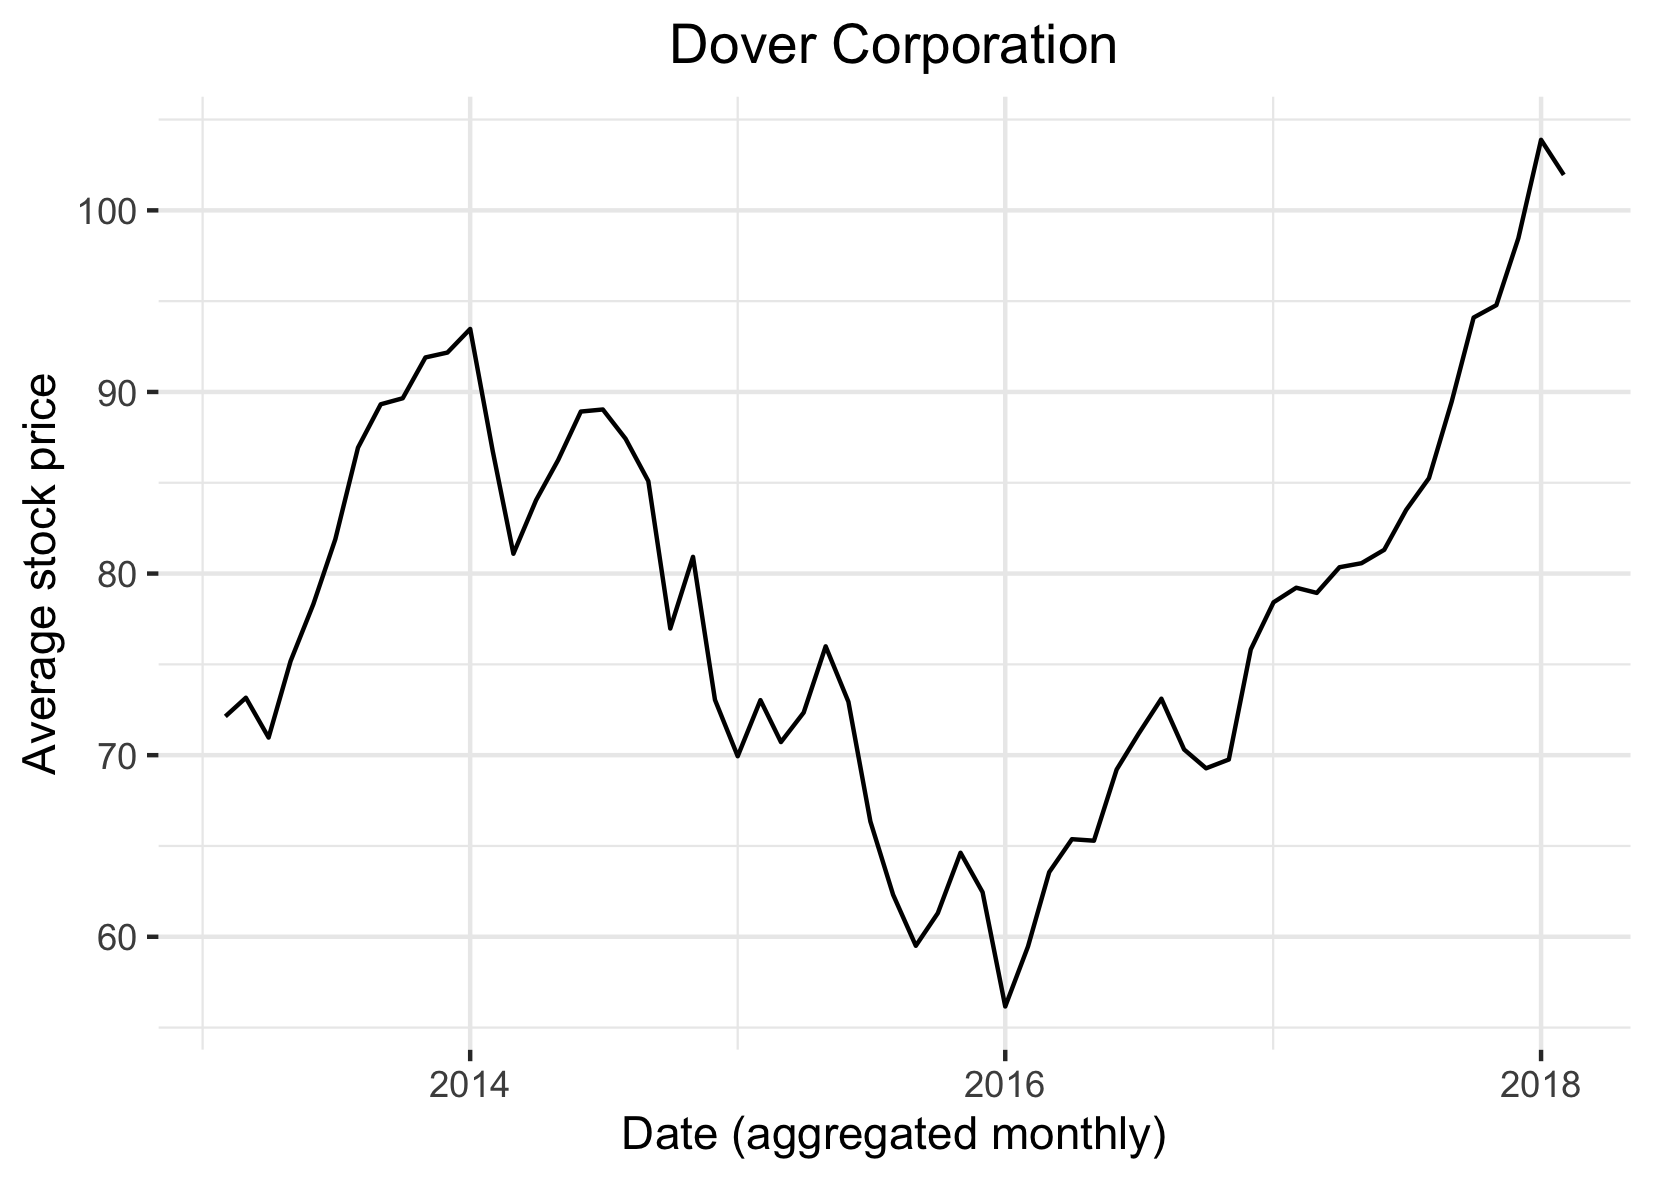 Dover Corporation
Average stock price
100
90
80
70
60
2014
2016
2018
Date (aggregated monthly)